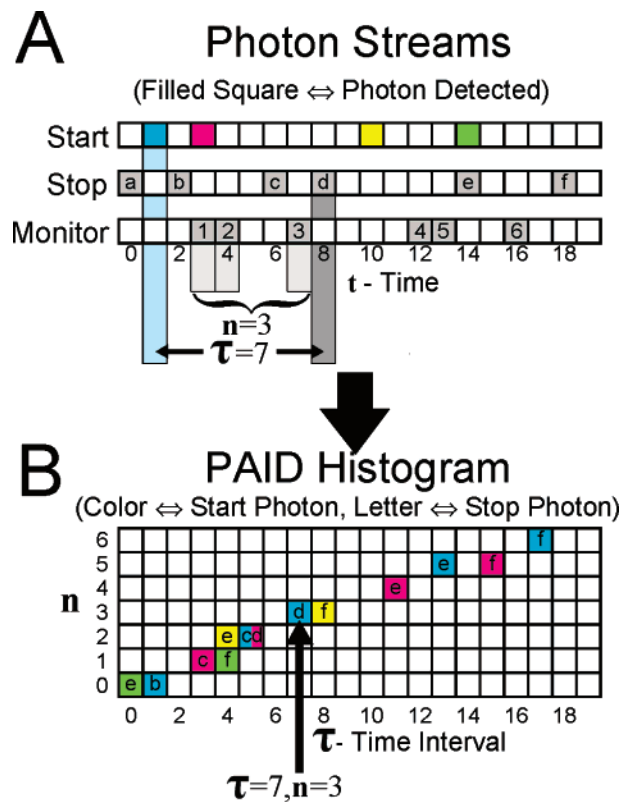 A
Photon Streams
(Filled Square ⇔ Photon Detected)
Start
Stop a b c d e f
Monitor 1 2 3 4 5 6
0 2 4 6 8 10 12 14 16 18
t - Time
n=3
τ=7
B
PAID Histogram
(Color ⇔ Start Photon, Letter ⇔ Stop Photon)
6 f
5 e f
4 e
n
3 d f
2 e c d
1 c f
0 e b
0 2 4 6 8 10 12 14 16 18
τ- Time Interval
τ=7,n=3